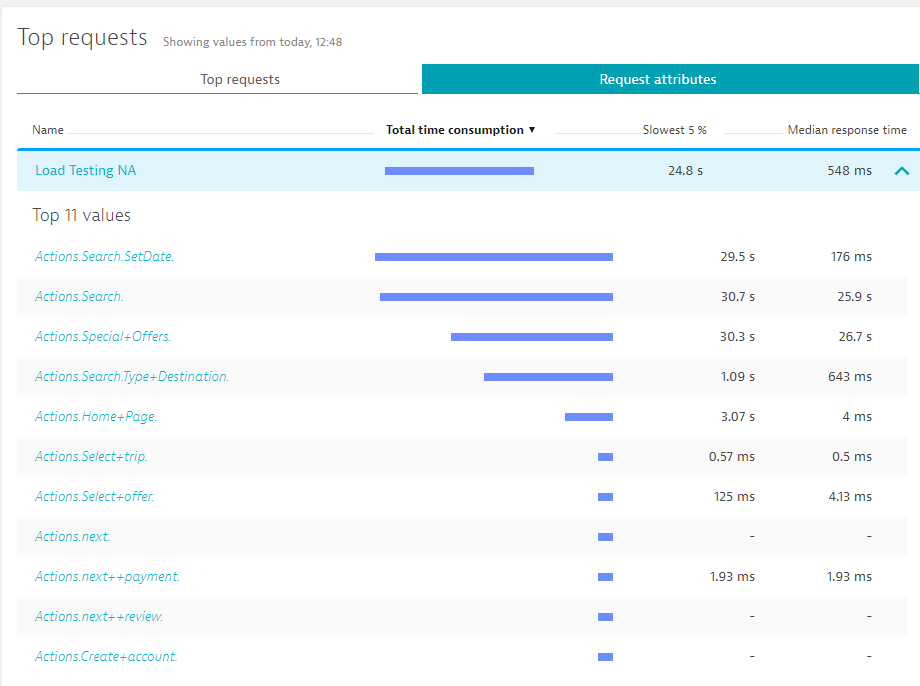 Top requests Showing values from today, 12:48
Top requests Request attributes
Name Total time consumption ▼ Slowest 5 % Median response time
Load Testing NA 24.8 s 548 ms
Top 11 values
Actions.Search.SetDate. 29.5 s 176 ms
Actions.Search. 30.7 s 25.9 s
Actions.Special+Offers. 30.3 s 26.7 s
Actions.Search.Type+Destination. 1.09 s 643 ms
Actions.Home+Page. 3.07 s 4 ms
Actions.Select+trip. 0.57 ms 0.5 ms
Actions.Select+offer. 125 ms 4.13 ms
Actions.next. - -
Actions.next++payment. 1.93 ms 1.93 ms
Actions.next++review. - -
Actions.Create+account. - -